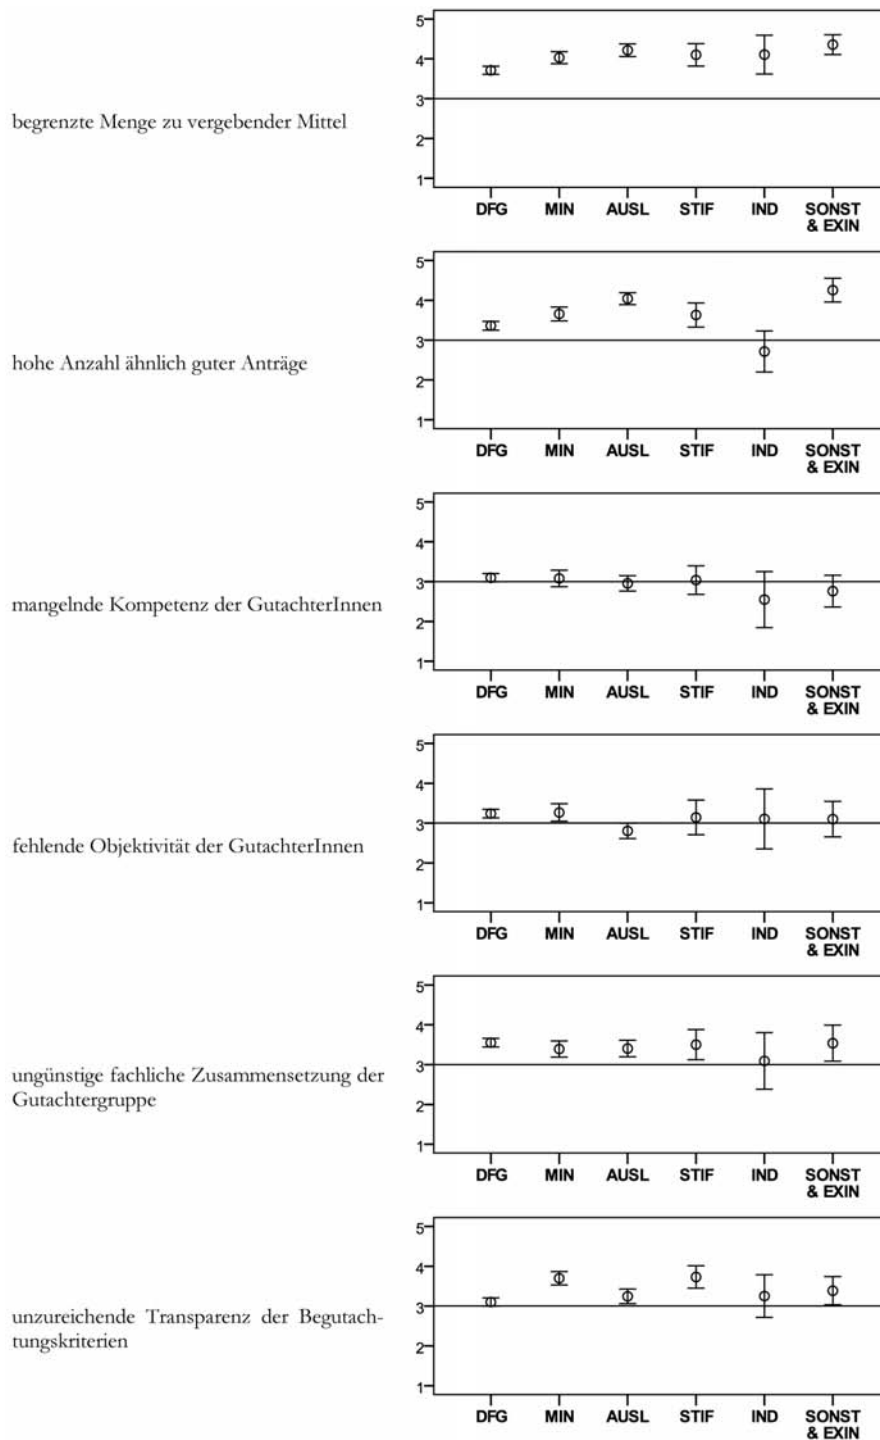 5
4
3
2
1
begrenzte Menge zu vergebender Mittel
DFG MIN AUSL STIF IND SONST
& EXIN
5
4
3
2
1
hohe Anzahl ähnlich guter Anträge
DFG MIN AUSL STIF IND SONST
& EXIN
5
4
3
2
1
mangelnde Kompetenz der GutachterInnen
DFG MIN AUSL STIF IND SONST
& EXIN
5
4
3
2
1
fehlende Objektivität der GutachterInnen
DFG MIN AUSL STIF IND SONST
& EXIN
5
4
3
2
1
ungünstige fachliche Zusammensetzung der
Gutachtergruppe
DFG MIN AUSL STIF IND SONST
& EXIN
5
4
3
2
1
unzureichende Transparenz der Begutach-
tungskriterien
DFG MIN AUSL STIF IND SONST
& EXIN